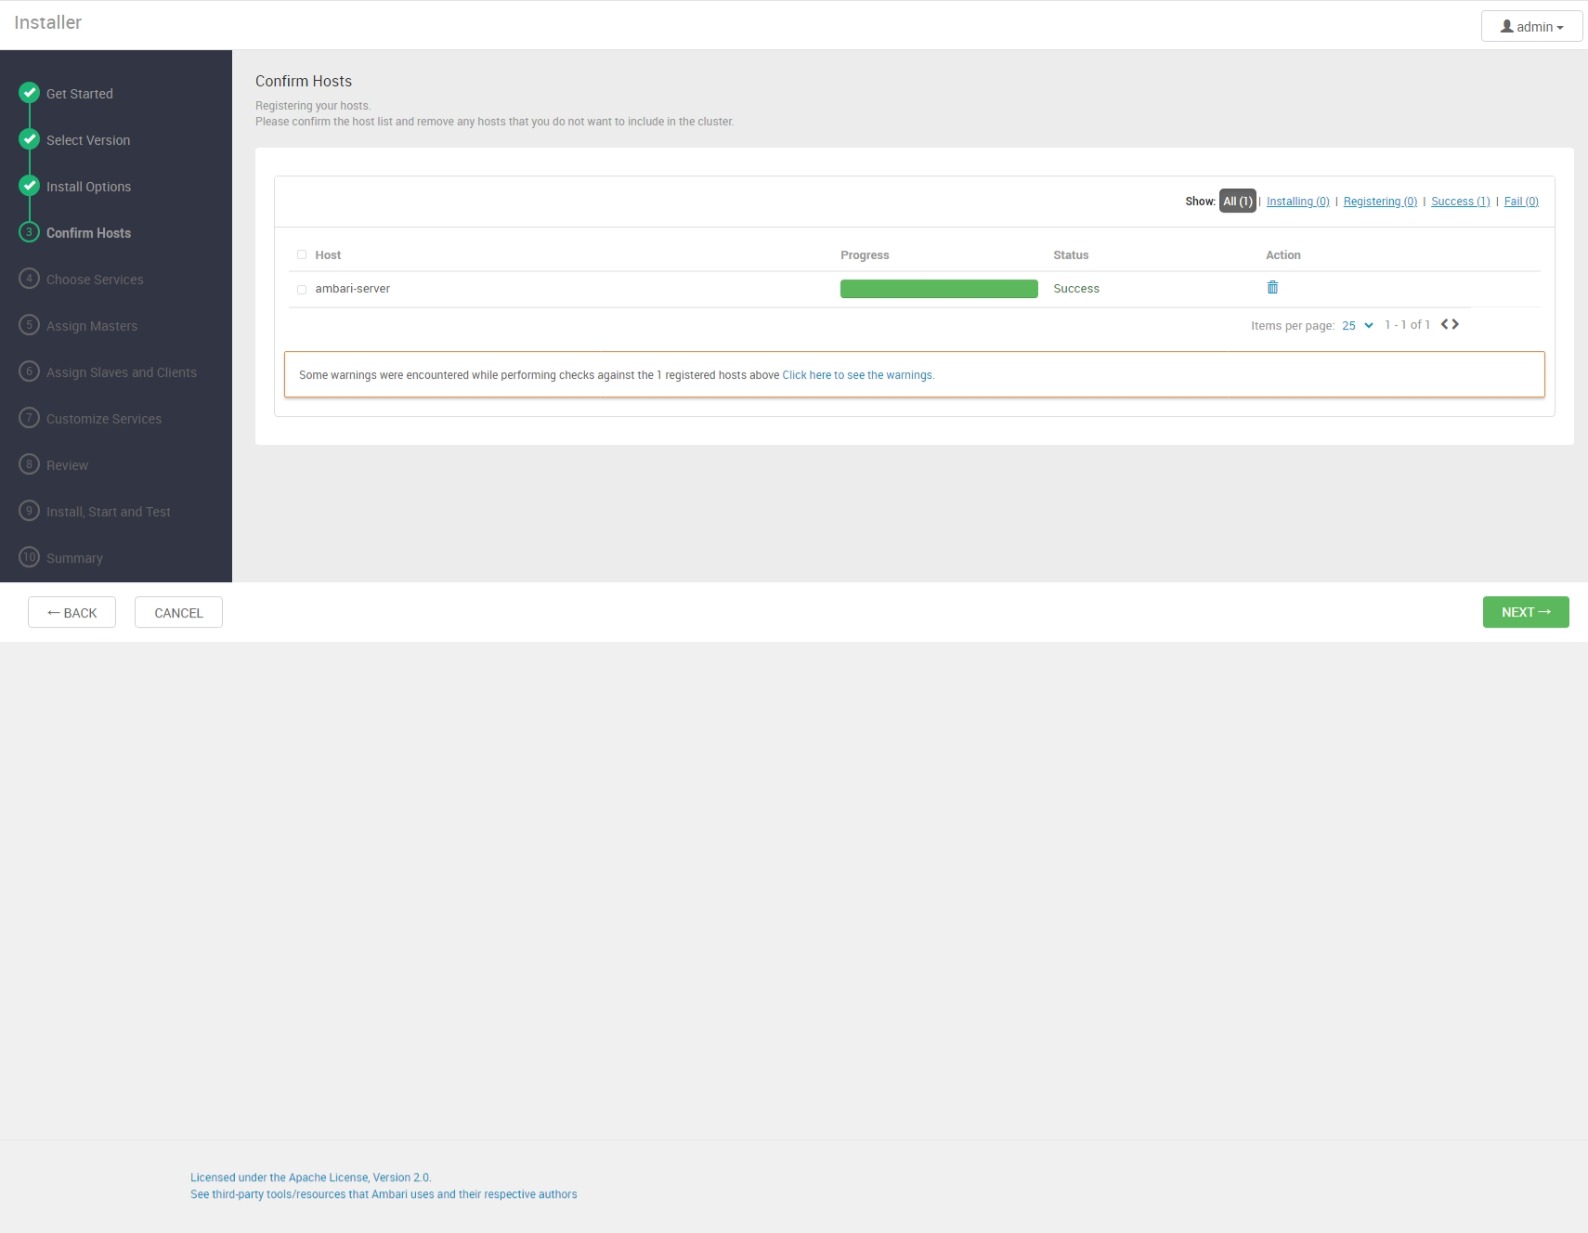 Installer
admin
Get Started
Select Version
Install Options
3 Confirm Hosts
4 Choose Services
5 Assign Masters
6 Assign Slaves and Clients
7 Customize Services
8 Review
9 Install, Start and Test
10 Summary
Confirm Hosts
Registering your hosts.
Please confirm the host list and remove any hosts that you do not want to include in the cluster.
Show: All (1) | Installing (0) | Registering (0) | Success (1) | Fail (0)
Host Progress Status Action
ambari-server Success
Items per page: 25 1 - 1 of 1
Some warnings were encountered while performing checks against the 1 registered hosts above Click here to see the warnings.
← BACK CANCEL NEXT →
Licensed under the Apache License, Version 2.0.
See third-party tools/resources that Ambari uses and their respective authors